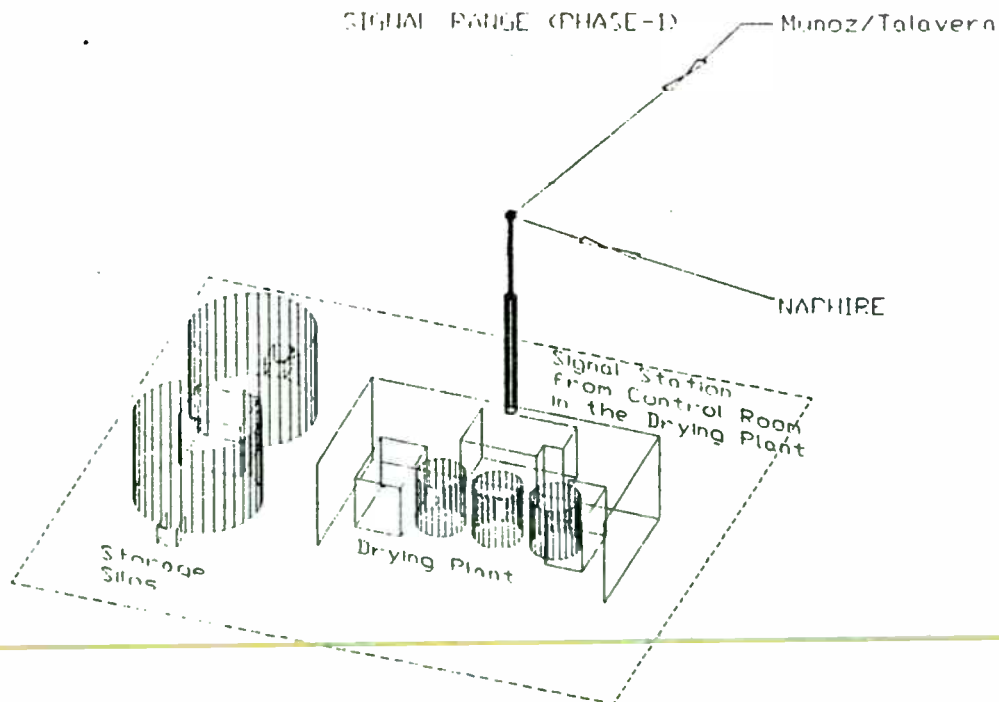 SIGNAL RANGE (PHASE-1)
Munoz/Talavera
NAPHIRE
Signal Station
from Control Room
in the Drying Plant
Drying Plant
Storage
Silos